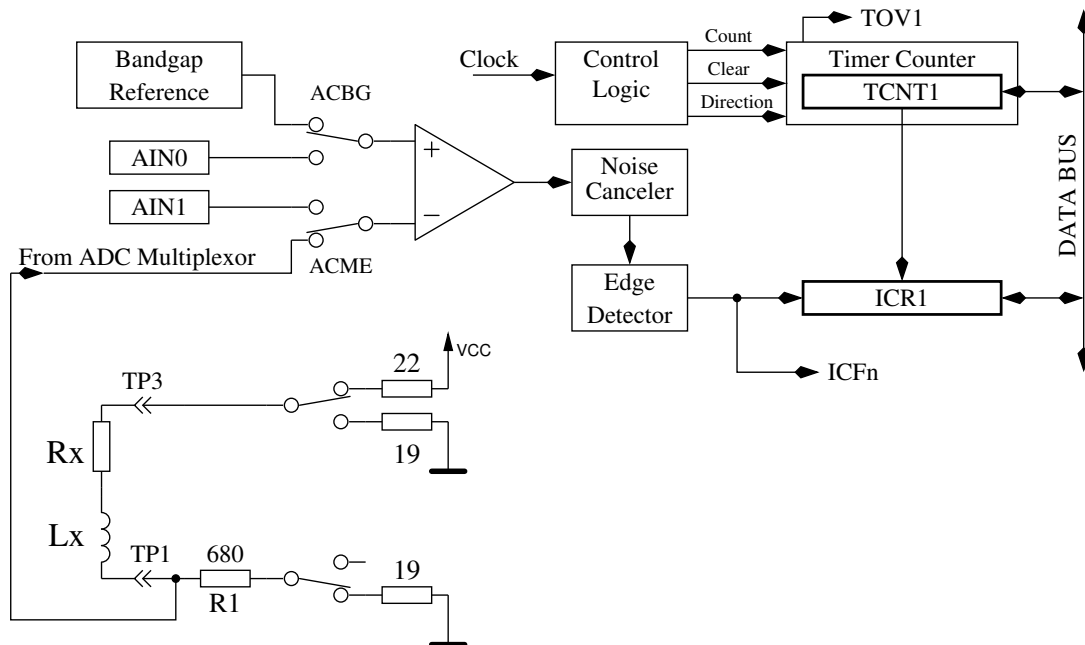 TOV1
Bandgap
Reference
Clock
Control
Logic
Count
Clear
Direction
Timer Counter
TCNT1
ACBG
AIN0
AIN1
+
−
Noise
Canceler
From ADC Multiplexor
ACME
Edge
Detector
ICR1
ICFn
DATA BUS
VCC
TP3
22
19
Rx
Lx
TP1
680
R1
19